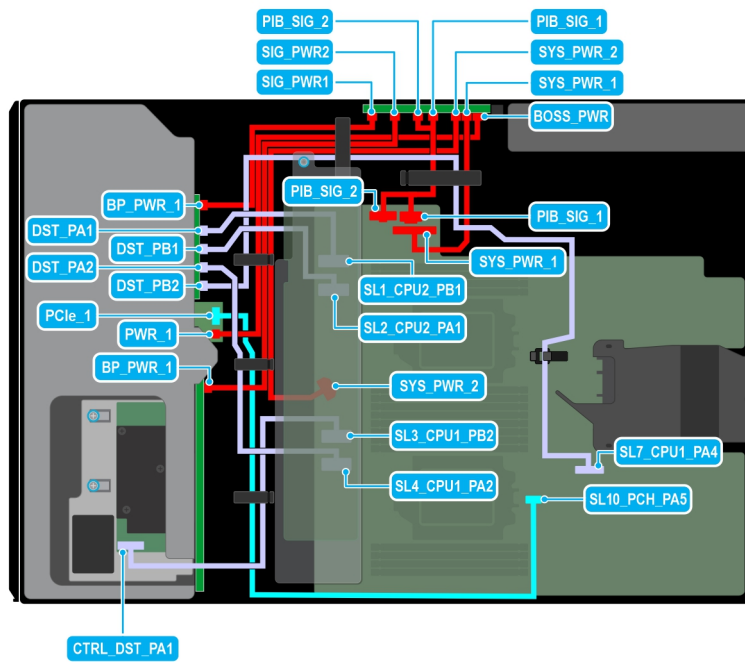 PIB_SIG_2
PIB_SIG_1
SIG_PWR2
SYS_PWR_2
SIG_PWR1
SYS_PWR_1
BOSS_PWR
PIB_SIG_2
BP_PWR_1
PIB_SIG_1
DST_PA1
DST_PB1
SYS_PWR_1
DST_PA2
DST_PB2
SL1_CPU2_PB1
PCIe_1
SL2_CPU2_PA1
PWR_1
BP_PWR_1
SYS_PWR_2
SL3_CPU1_PB2
SL7_CPU1_PA4
SL4_CPU1_PA2
SL10_PCH_PA5
CTRL_DST_PA1